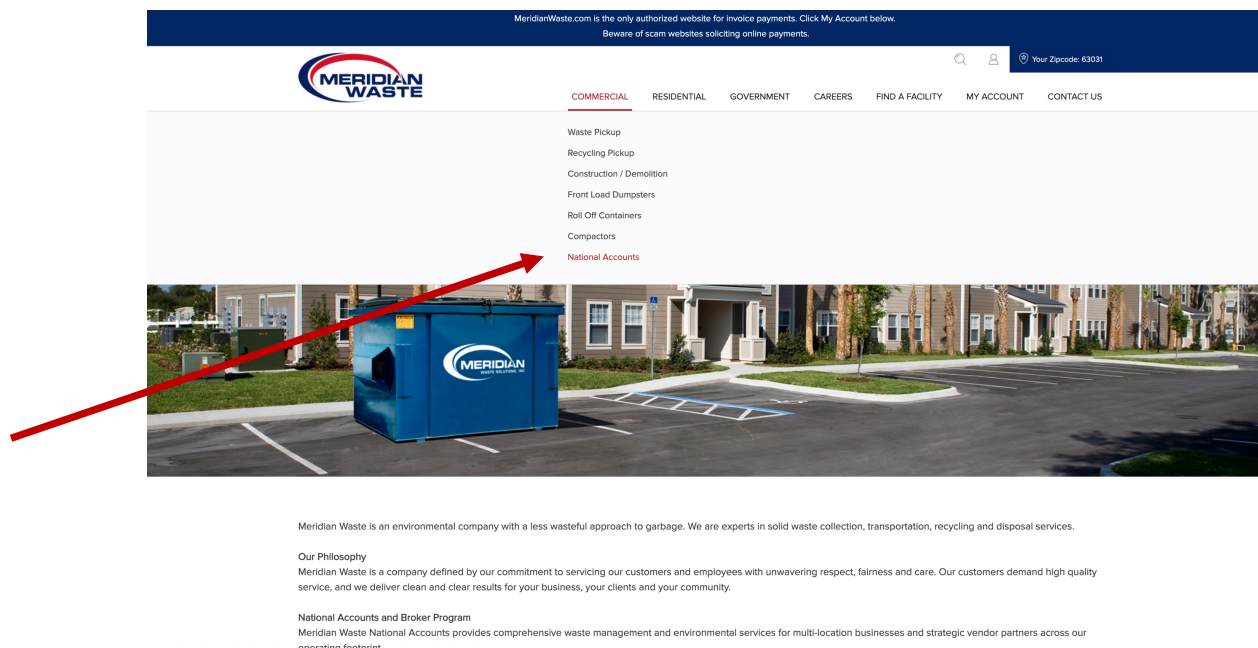 MeridianWaste.com is the only authorized website for invoice payments. Click My Account below.
Beware of scam websites soliciting online payments.
MERIDIAN
WASTE
Your Zipcode: 63031
COMMERCIAL RESIDENTIAL GOVERNMENT CAREERS FIND A FACILITY MY ACCOUNT CONTACT US
Waste Pickup
Recycling Pickup
Construction / Demolition
Front Load Dumpsters
Roll Off Containers
Compactors
National Accounts
MERIDIAN
WASTE SOLUTIONS, INC
Meridian Waste is an environmental company with a less wasteful approach to garbage. We are experts in solid waste collection, transportation, recycling and disposal services.
Our Philosophy
Meridian Waste is a company defined by our commitment to servicing our customers and employees with unwavering respect, fairness and care. Our customers demand high quality
service, and we deliver clean and clear results for your business, your clients and your community.
National Accounts and Broker Program
Meridian Waste National Accounts provides comprehensive waste management and environmental services for multi-location businesses and strategic vendor partners across our
operating footprint